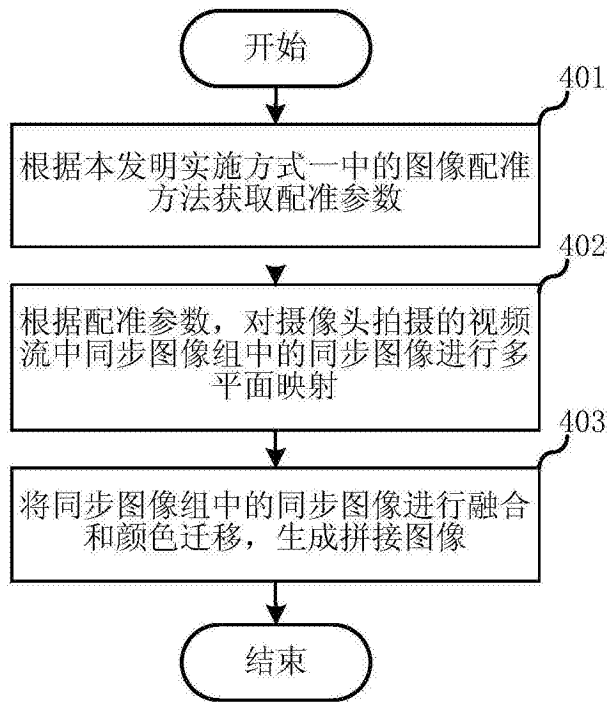 开始
401
根据本发明实施方式一中的图像配准
方法获取配准参数
402
根据配准参数，对摄像头拍摄的视频
流中同步图像组中的同步图像进行多
平面映射
403
将同步图像组中的同步图像进行融合
和颜色迁移，生成拼接图像
结束